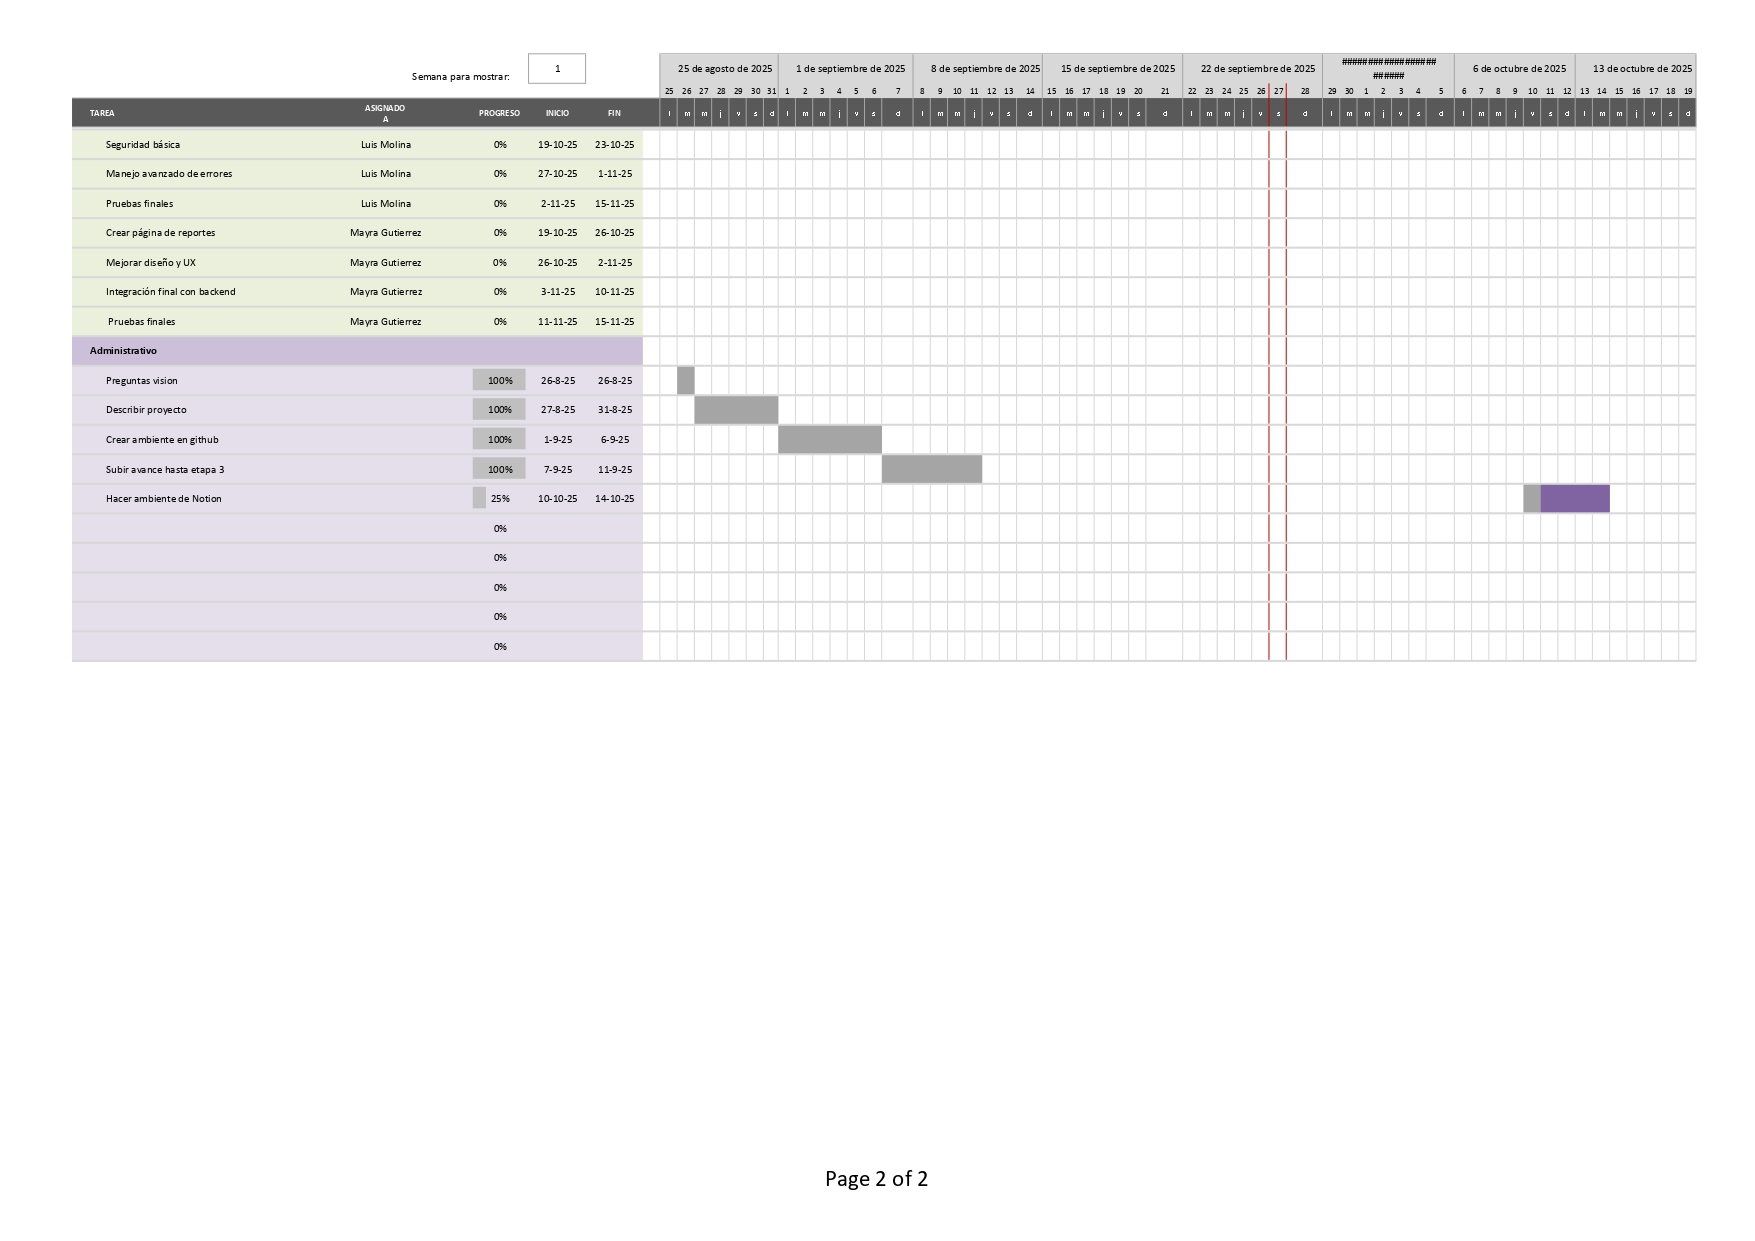 Semana para mostrar: 1
25 de agosto de 2025 1 de septiembre de 2025 8 de septiembre de 2025 15 de septiembre de 2025 22 de septiembre de 2025 ################## ###### 6 de octubre de 2025 13 de octubre de 2025
25 26 27 28 29 30 31 1 2 3 4 5 6 7 8 9 10 11 12 13 14 15 16 17 18 19 20 21 22 23 24 25 26 27 28 29 30 1 2 3 4 5 6 7 8 9 10 11 12 13 14 15 16 17 18 19
TAREA ASIGNADO A PROGRESO INICIO FIN l m m j v s d l m m j v s d l m m j v s d l m m j v s d l m m j v s d l m m j v s d l m m j v s d l m m j v s d
Seguridad básica Luis Molina 0% 19-10-25 23-10-25
Manejo avanzado de errores Luis Molina 0% 27-10-25 1-11-25
Pruebas finales Luis Molina 0% 2-11-25 15-11-25
Crear página de reportes Mayra Gutierrez 0% 19-10-25 26-10-25
Mejorar diseño y UX Mayra Gutierrez 0% 26-10-25 2-11-25
Integración final con backend Mayra Gutierrez 0% 3-11-25 10-11-25
Pruebas finales Mayra Gutierrez 0% 11-11-25 15-11-25
Administrativo
Preguntas vision 100% 26-8-25 26-8-25
Describir proyecto 100% 27-8-25 31-8-25
Crear ambiente en github 100% 1-9-25 6-9-25
Subir avance hasta etapa 3 100% 7-9-25 11-9-25
Hacer ambiente de Notion 25% 10-10-25 14-10-25
0%
0%
0%
0%
0%
Page 2 of 2